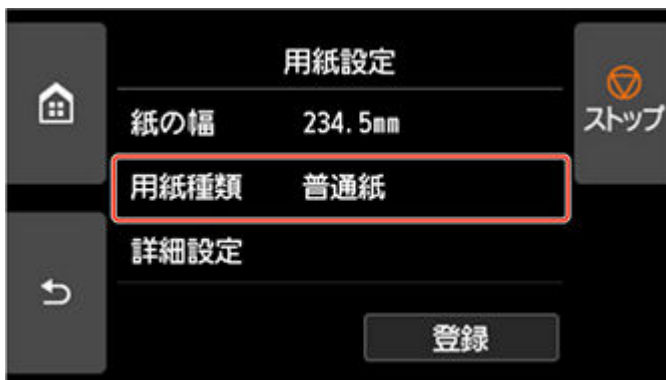 用紙設定
ストップ
紙の幅 234.5mm
用紙種類 普通紙
詳細設定
登録